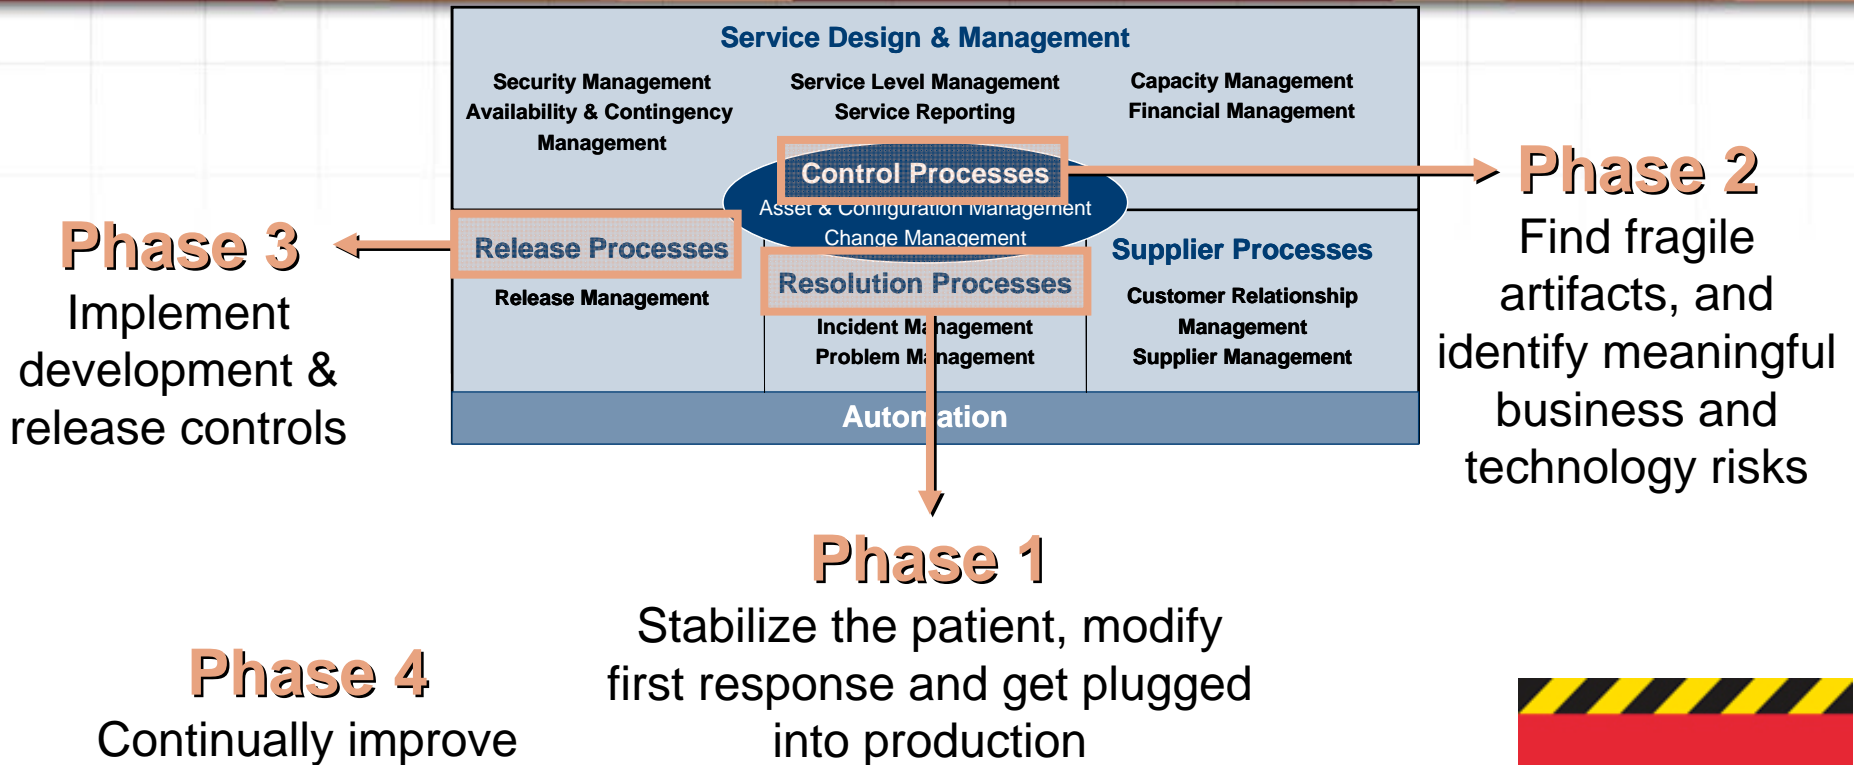 Service Design & Management
Security Management
Availability & Contingency
Management
Service Level Management
Service Reporting
Capacity Management
Financial Management
Control Processes
Asset & Configuration Management
Change Management
Release Processes
Release Management
Resolution Processes
Incident Management
Problem Management
Supplier Processes
Customer Relationship
Management
Supplier Management
Automation
Phase 2
Find fragile
artifacts, and
identify meaningful
business and
technology risks
Phase 3
Implement
development &
release controls
Phase 1
Stabilize the patient, modify
first response and get plugged
into production
Phase 4
Continually improve